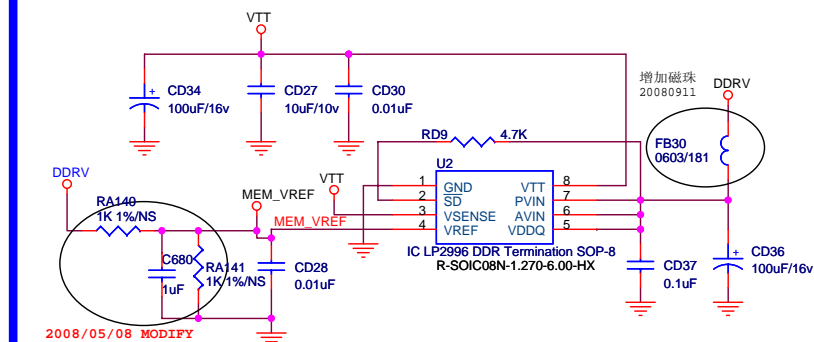 VTT
CD34
100uF/16v
CD27
10uF/10v
CD30
0.01uF
增加磁珠
20080911
DDRV
RD9
4.7K
FB30
0603/181
U2
DDRV
RA140
1K 1%/NS
MEM_VREF
VTT
MEM_VREF
1
2
3
4
GND
SD
VSENSE
VREF
VTT
PVIN
AVIN
VDDQ
8
7
6
5
IC LP2996 DDR Termination SOP-8
R-SOIC08N-1.270-6.00-HX
C680
1uF
RA141
1K 1%/NS
CD28
0.01uF
CD37
0.1uF
CD36
100uF/16v
2008/05/08 MODIFY